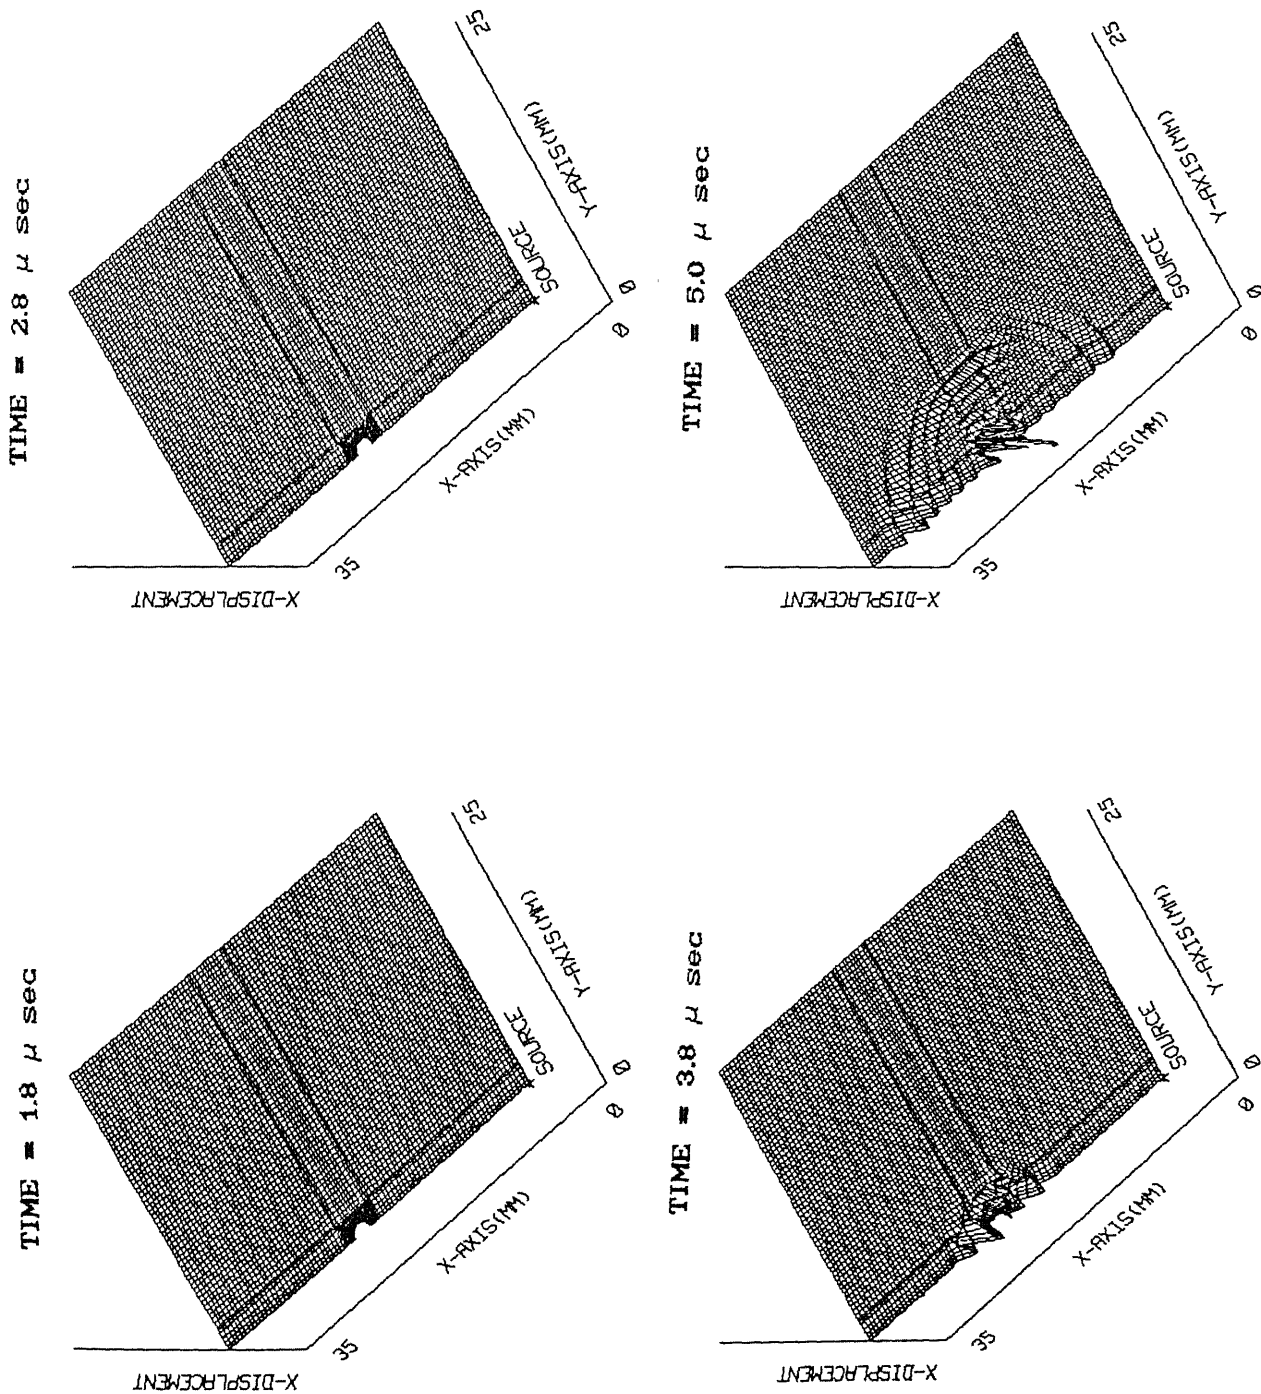 TIME = 1.8 μ sec
X-DISPLACEMENT
35
X-AXIS(MM)
0
0
SOURCE
Y-AXIS(MM)
25
TIME = 2.8 μ sec
X-DISPLACEMENT
35
X-AXIS(MM)
0
0
SOURCE
Y-AXIS(MM)
25
TIME = 3.8 μ sec
X-DISPLACEMENT
35
X-AXIS(MM)
0
0
SOURCE
Y-AXIS(MM)
25
TIME = 5.0 μ sec
X-DISPLACEMENT
35
X-AXIS(MM)
0
0
SOURCE
Y-AXIS(MM)
25